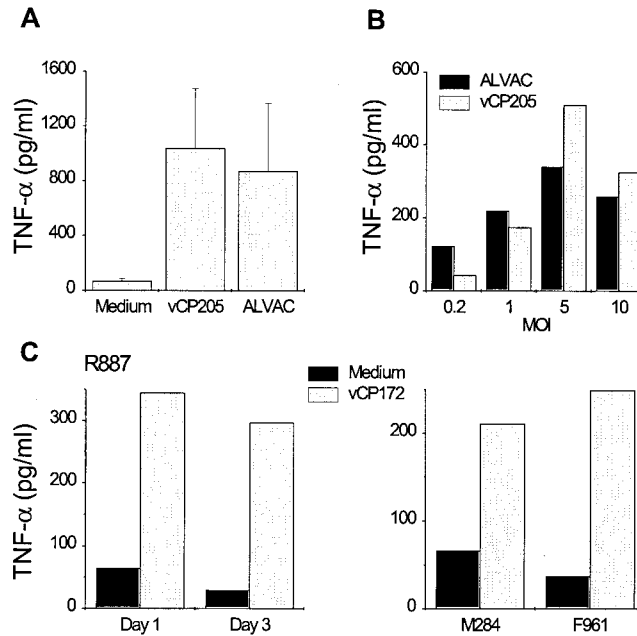 A
TNF-α (pg/ml)
1600
1200
800
400
0
Medium vCP205 ALVAC
B
TNF-α (pg/ml)
600
400
200
0
ALVAC
vCP205
0.2 1 5 10
MOI
C
R887
TNF-α (pg/ml)
300
200
100
0
Day 1 Day 3
Medium
vCP172
200
100
0
M284 F961